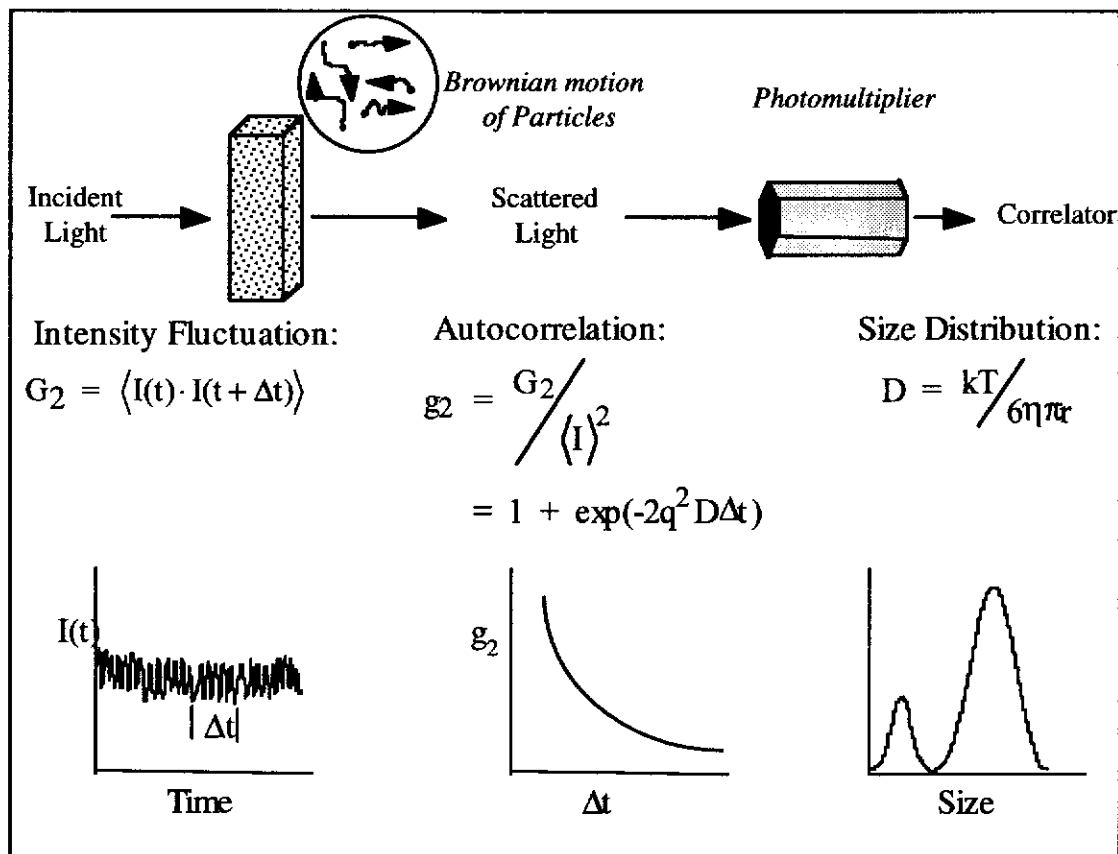 Brownian motion
of Particles
Photomultiplier
Incident
Light
Scattered
Light
Correlator
Intensity Fluctuation:
G₂ = ⟨I(t)· I(t + Δt)⟩
Autocorrelation:
g₂ = G₂/⟨I⟩²
= 1 + exp(-2q²DΔt)
Size Distribution:
D = kT/6ηπr
I(t)
Δt
Time
g₂
Δt
Size